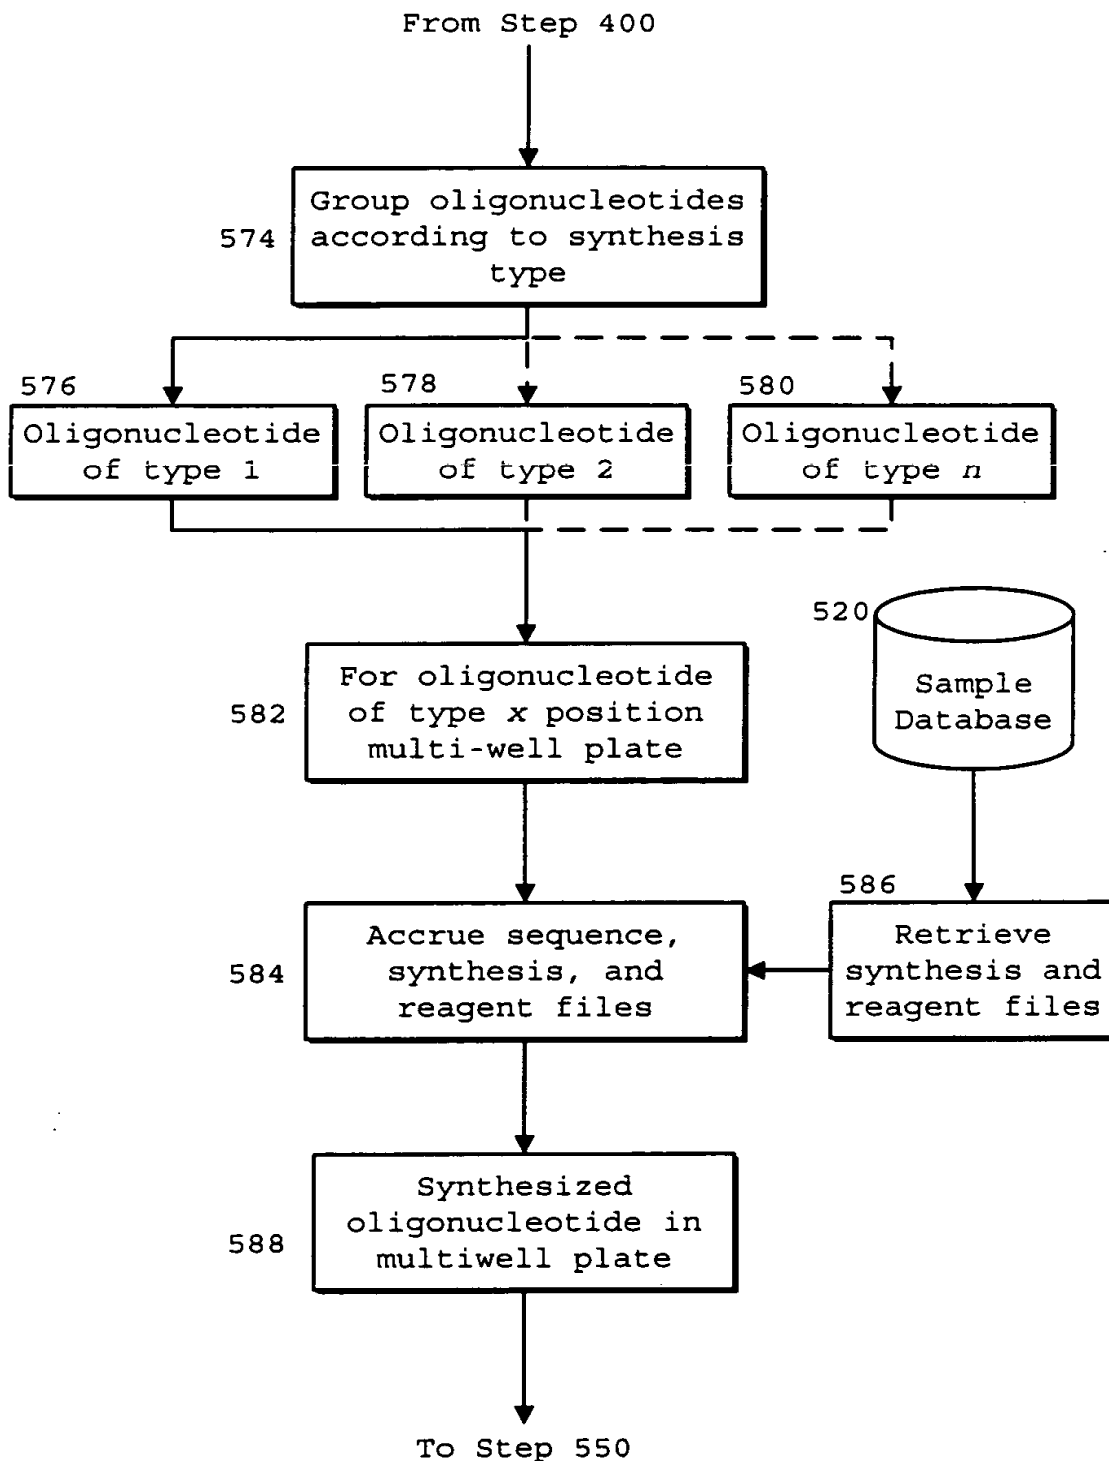 From Step 400
Group oligonucleotides
574
according to synthesis
type
576
578
580
Oligonucleotide
of type 1
Oligonucleotide
of type 2
Oligonucleotide
of type n
520
Sample
Database
For oligonucleotide
582
of type x position
multi-well plate
586
Accrue sequence,
584
synthesis, and
reagent files
Retrieve
synthesis and
reagent files
Synthesized
oligonucleotide in
588
multiwell plate
To Step 550